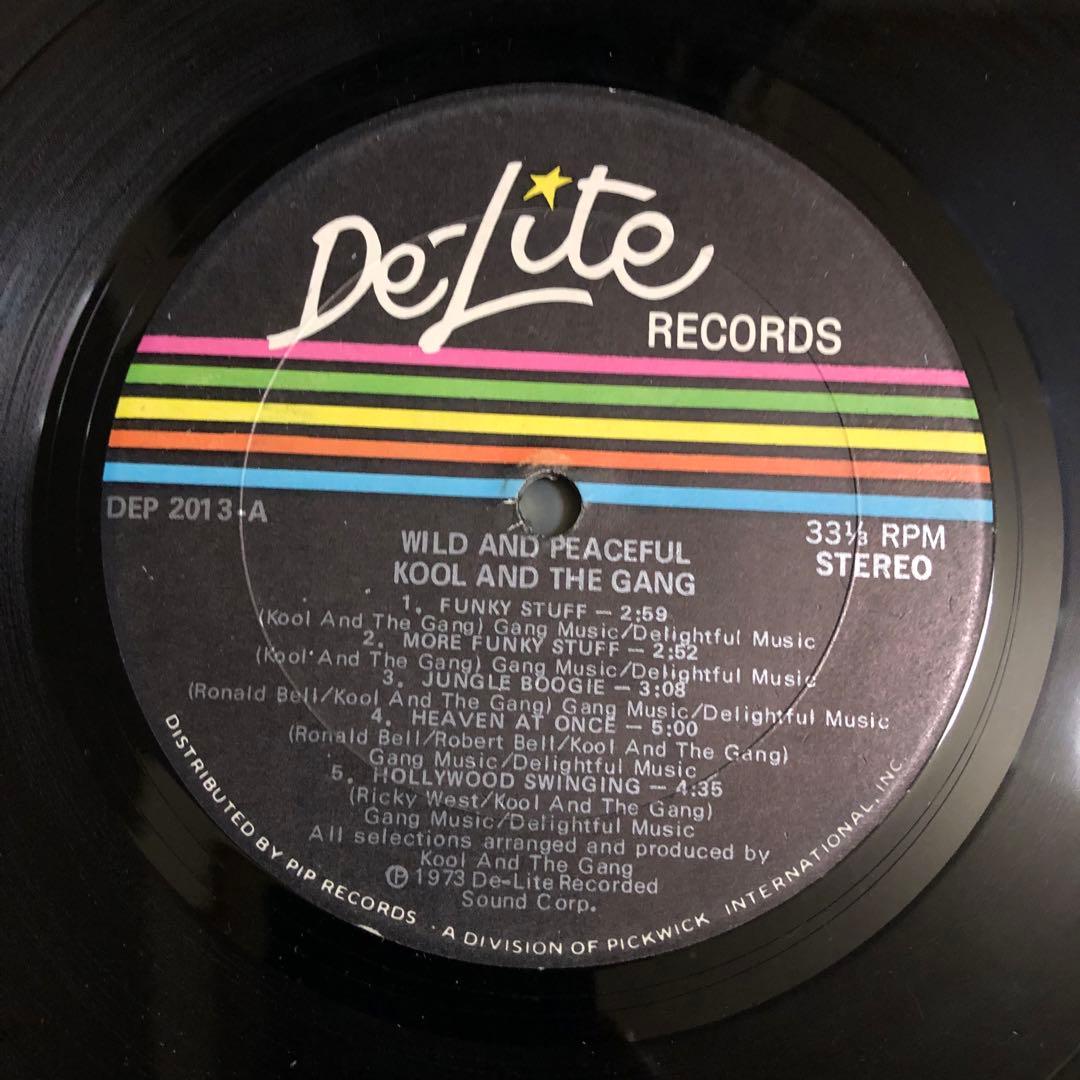 De-Lite
RECORDS
DEP 2013-A
33⅓ RPM
STEREO
WILD AND PEACEFUL
KOOL AND THE GANG
1. FUNKY STUFF — 2:59
(Kool And The Gang) Gang Music/Delightful Music
2. MORE FUNKY STUFF — 2:52
(Kool And The Gang) Gang Music/Delightful Music
3. JUNGLE BOOGIE — 3:08
(Ronald Bell/Kool And The Gang) Gang Music/Delightful Music
4. HEAVEN AT ONCE — 5:00
(Ronald Bell/Robert Bell/Kool And The Gang)
Gang Music/Delightful Music
5. HOLLYWOOD SWINGING — 4:35
(Ricky West/Kool And The Gang)
Gang Music/Delightful Music
All selections arranged and produced by
Kool And The Gang
℗ 1973 De-Lite Recorded
Sound Corp.
DISTRIBUTED BY PIP RECORDS · A DIVISION OF PICKWICK INTERNATIONAL, INC.